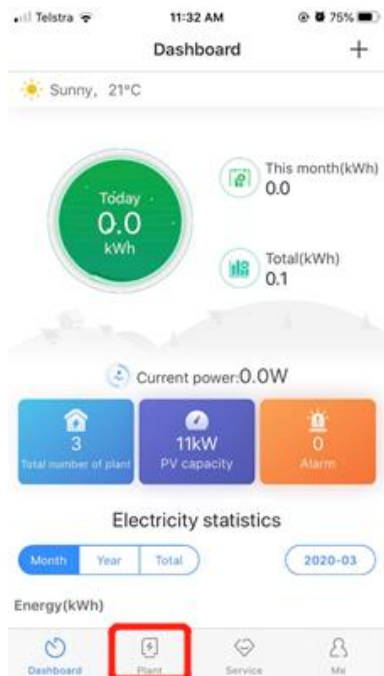 Telstra 11:32 AM 75%
Dashboard +
Sunny, 21°C
This month(kWh)
0.0
Today
0.0
kWh
Total(kWh)
0.1
Current power:0.0W
3
Total number of plant
11kW
PV capacity
0
Alarm
Electricity statistics
Month Year Total 2020-03
Energy(kWh)
Dashboard Plant Service Me